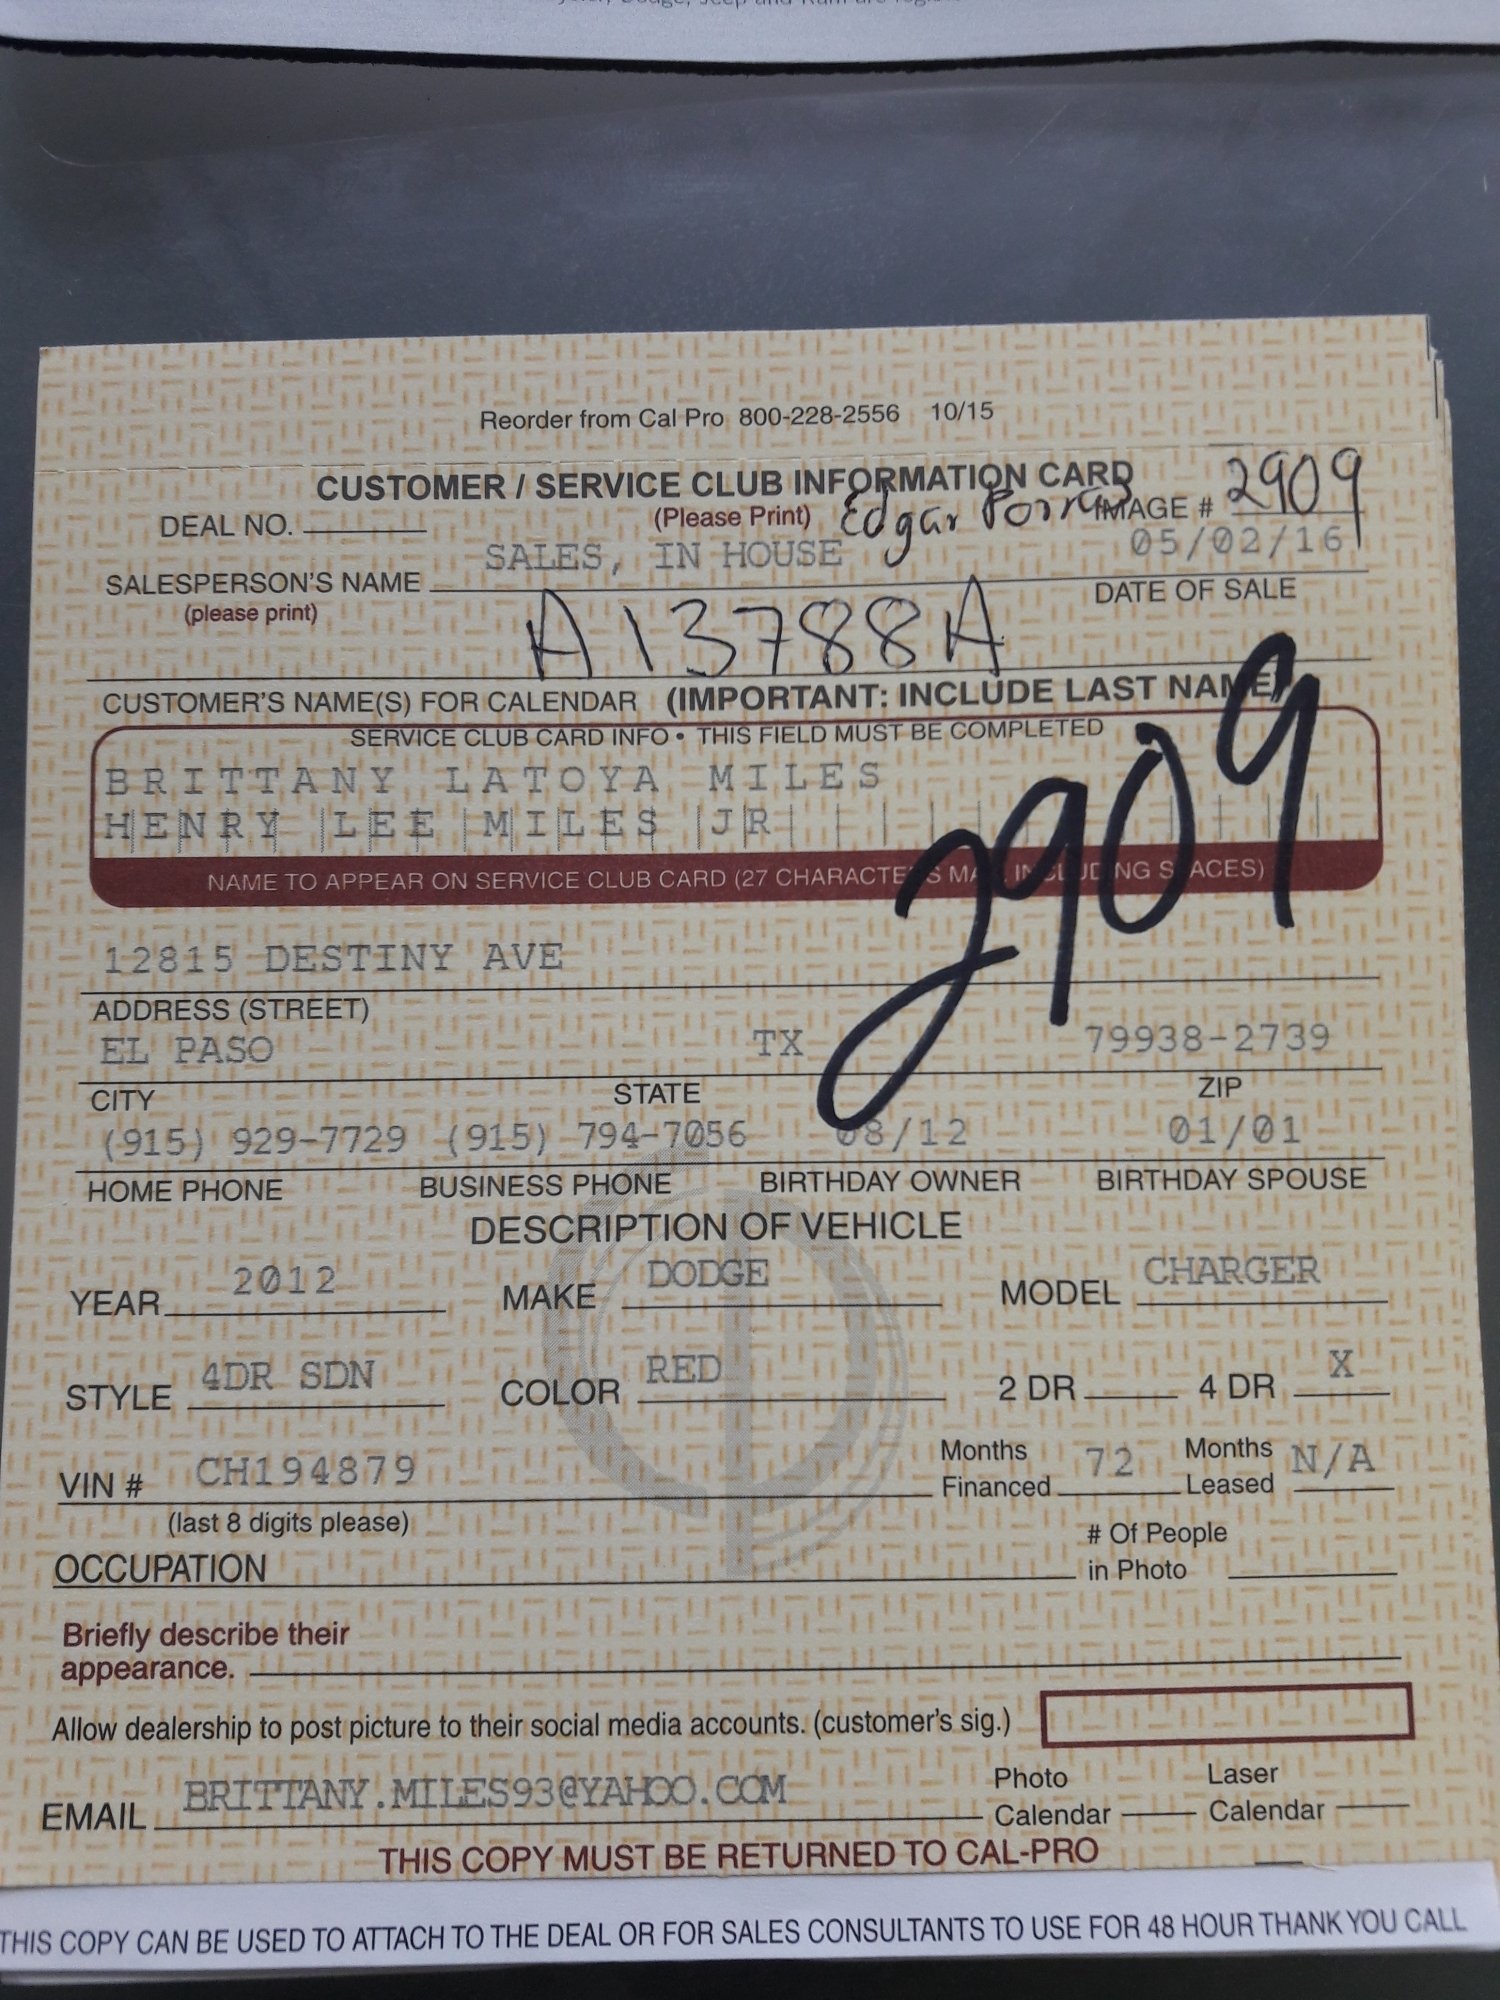 Reorder from Cal Pro 800-228-2556 10/15
CUSTOMER / SERVICE CLUB INFORMATION CARD
DEAL NO. (Please Print) Edgar Porras IMAGE # 2909
SALES, IN HOUSE 05/02/16
SALESPERSON'S NAME DATE OF SALE
(please print)
A13788A
CUSTOMER'S NAME(S) FOR CALENDAR (IMPORTANT: INCLUDE LAST NAME)
2909
SERVICE CLUB CARD INFO • THIS FIELD MUST BE COMPLETED
BRITTANY LATOYA MILES
HENRY LEE MILES JR
NAME TO APPEAR ON SERVICE CLUB CARD (27 CHARACTERS MAX INCLUDING SPACES)
12815 DESTINY AVE
ADDRESS (STREET)
EL PASO TX 79938-2739
CITY STATE ZIP
(915) 929-7729 (915) 794-7056 08/12 01/01
HOME PHONE BUSINESS PHONE BIRTHDAY OWNER BIRTHDAY SPOUSE
DESCRIPTION OF VEHICLE
YEAR 2012 MAKE DODGE MODEL CHARGER
STYLE 4DR SDN COLOR RED 2 DR 4 DR X
VIN # CH194879 Months Financed 72 Months Leased N/A
(last 8 digits please)
OCCUPATION # Of People in Photo
Briefly describe their
appearance.
Allow dealership to post picture to their social media accounts. (customer's sig.)
EMAIL BRITTANY.MILES93@YAHOO.COM Photo Calendar Laser Calendar
THIS COPY MUST BE RETURNED TO CAL-PRO
THIS COPY CAN BE USED TO ATTACH TO THE DEAL OR FOR SALES CONSULTANTS TO USE FOR 48 HOUR THANK YOU CALL